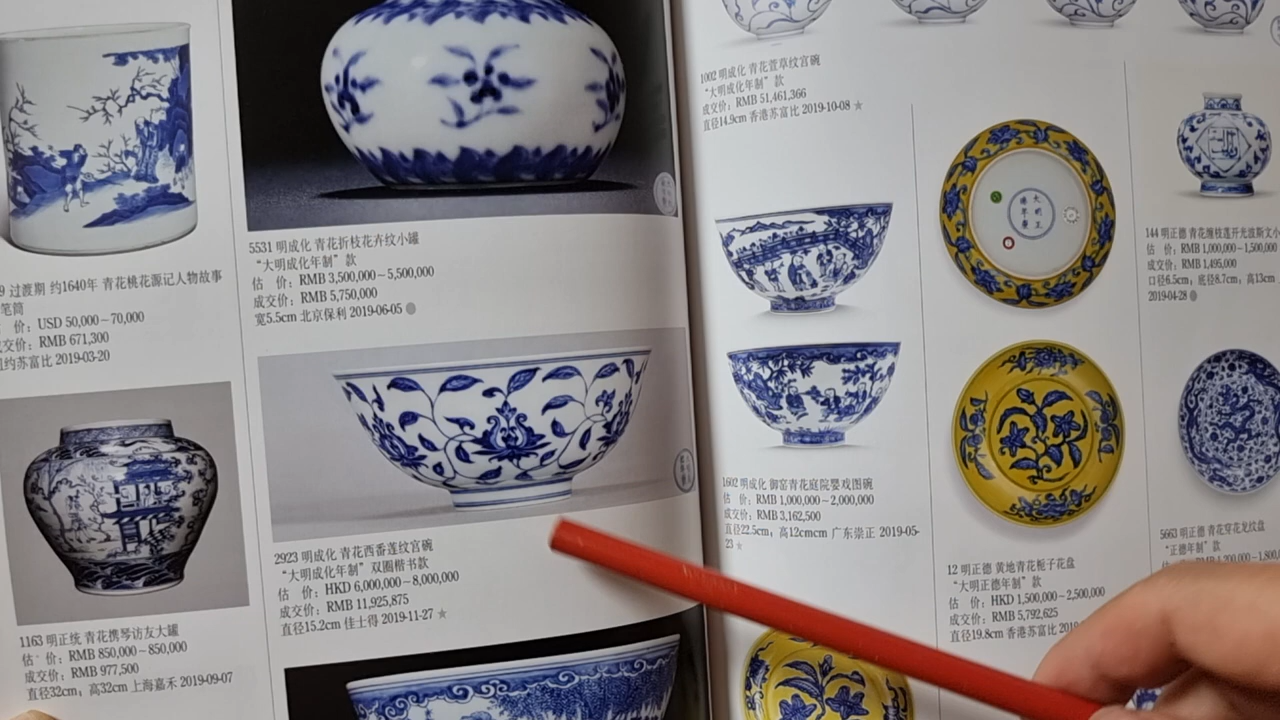 过渡期 约1640年 青花桃花源记人物故事
笔筒
价：USD 50,000～70,000
交价：RMB 671,300
约苏富比 2019-03-20
1163 明正统 青花携琴访友大罐
估 价：RMB 850,000～850,000
成交价：RMB 977,500
直径32cm；高32cm 上海嘉禾 2019-09-07
5531 明成化 青花折枝花卉纹小罐
“大明成化年制”款
估 价：RMB 3,500,000～5,500,000
成交价：RMB 5,750,000
宽5.5cm 北京保利 2019-06-05
2923 明成化 青花西番莲纹宫碗
“大明成化年制”双圈楷书款
估 价：HKD 6,000,000～8,000,000
成交价：RMB 11,925,875
直径15.2cm 佳士得 2019-11-27 ★
1002 明成化 青花萱草纹宫碗
“大明成化年制”款
成交价：RMB 51,461,366
直径14.9cm 香港苏富比 2019-10-08 ★
1602 明成化 御窑青花庭院婴戏图碗
估 价：RMB 1,000,000～2,000,000
成交价：RMB 3,162,500
直径22.5cm；高12cmcm 广东崇正 2019-05-
23 ★
12 明正德 黄地青花栀子花盘
“大明正德年制”款
估 价：HKD 1,500,000～2,500,000
成交价：RMB 5,792,625
直径19.8cm 香港苏富比
144 明正德 青花缠枝莲开光波斯文小
估 价：RMB 1,000,000～1,500,000
成交价：RMB 1,495,000
口径6.5cm；底径8.7cm；高13cm
2019-04-28
5663 明正德 青花穿花龙纹盘
“正德年制”款